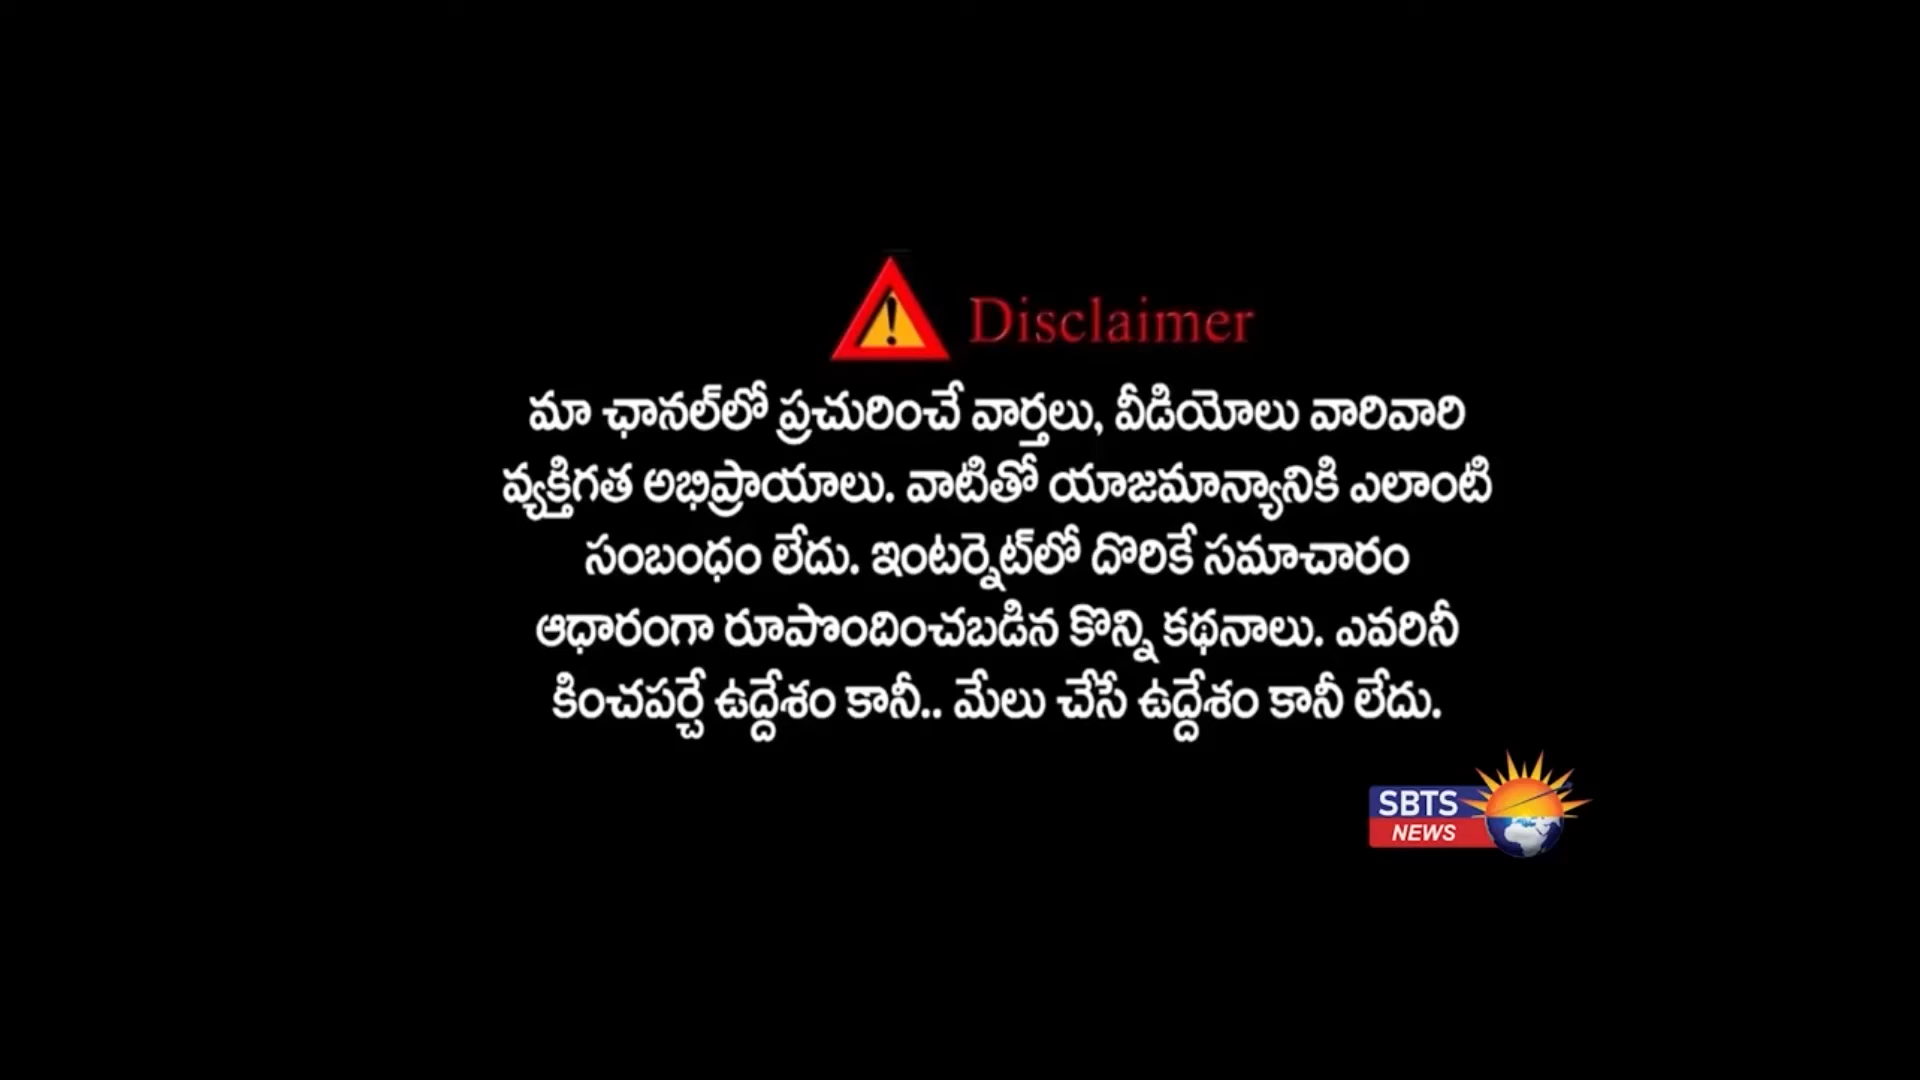 Disclaimer
మా ఛానల్‌లో ప్రచురించే వార్తలు, వీడియోలు వారివారి
వ్యక్తిగత అభిప్రాయాలు. వాటితో యాజమాన్యానికి ఎలాంటి
సంబంధం లేదు. ఇంటర్నెట్‌లో దొరికే సమాచారం
ఆధారంగా రూపొందించబడిన కొన్ని కథనాలు. ఎవరినీ
కించపర్చే ఉద్దేశం కానీ.. మేలు చేసే ఉద్దేశం కానీ లేదు.
SBTS
NEWS